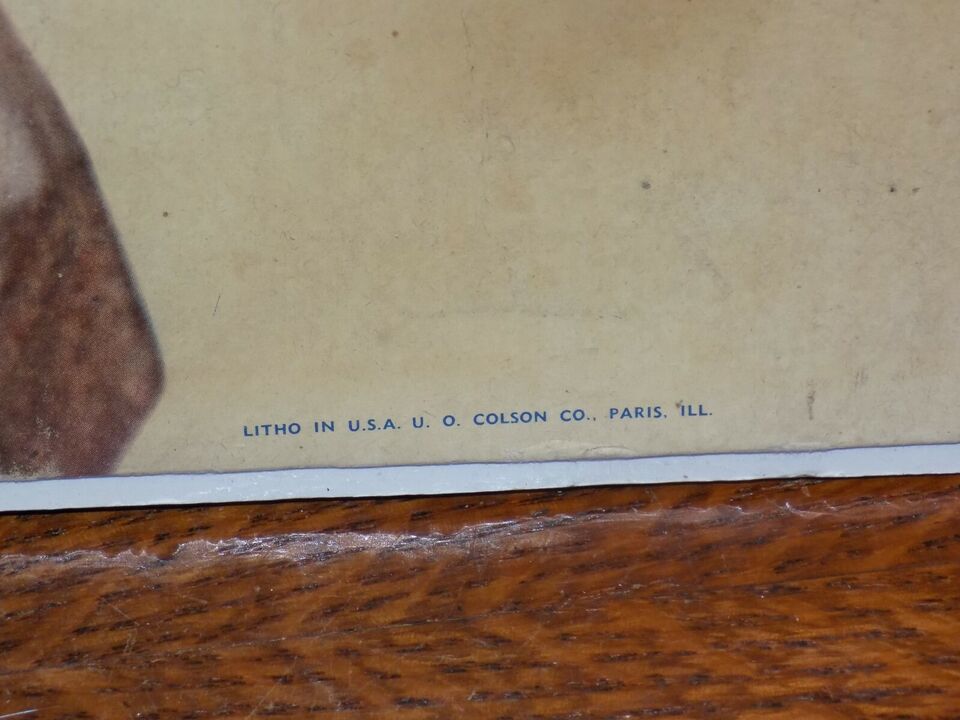 LITHO IN U.S.A. U. O. COLSON CO., PARIS, ILL.